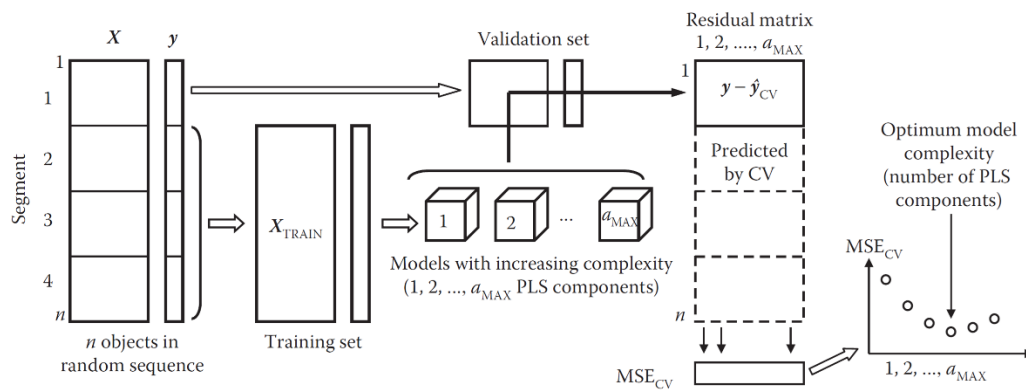 X
y
1
1
2
3
4
n
Segment
n objects in
random sequence
X_TRAIN
Training set
Validation set
1
2
...
a_MAX
Models with increasing complexity
(1, 2, ..., a_MAX PLS components)
Residual matrix
1, 2, ...., a_MAX
1
y – ŷ_CV
Predicted
by CV
n
MSE_CV
Optimum model
complexity
(number of PLS
components)
MSE_CV
1, 2, ..., a_MAX